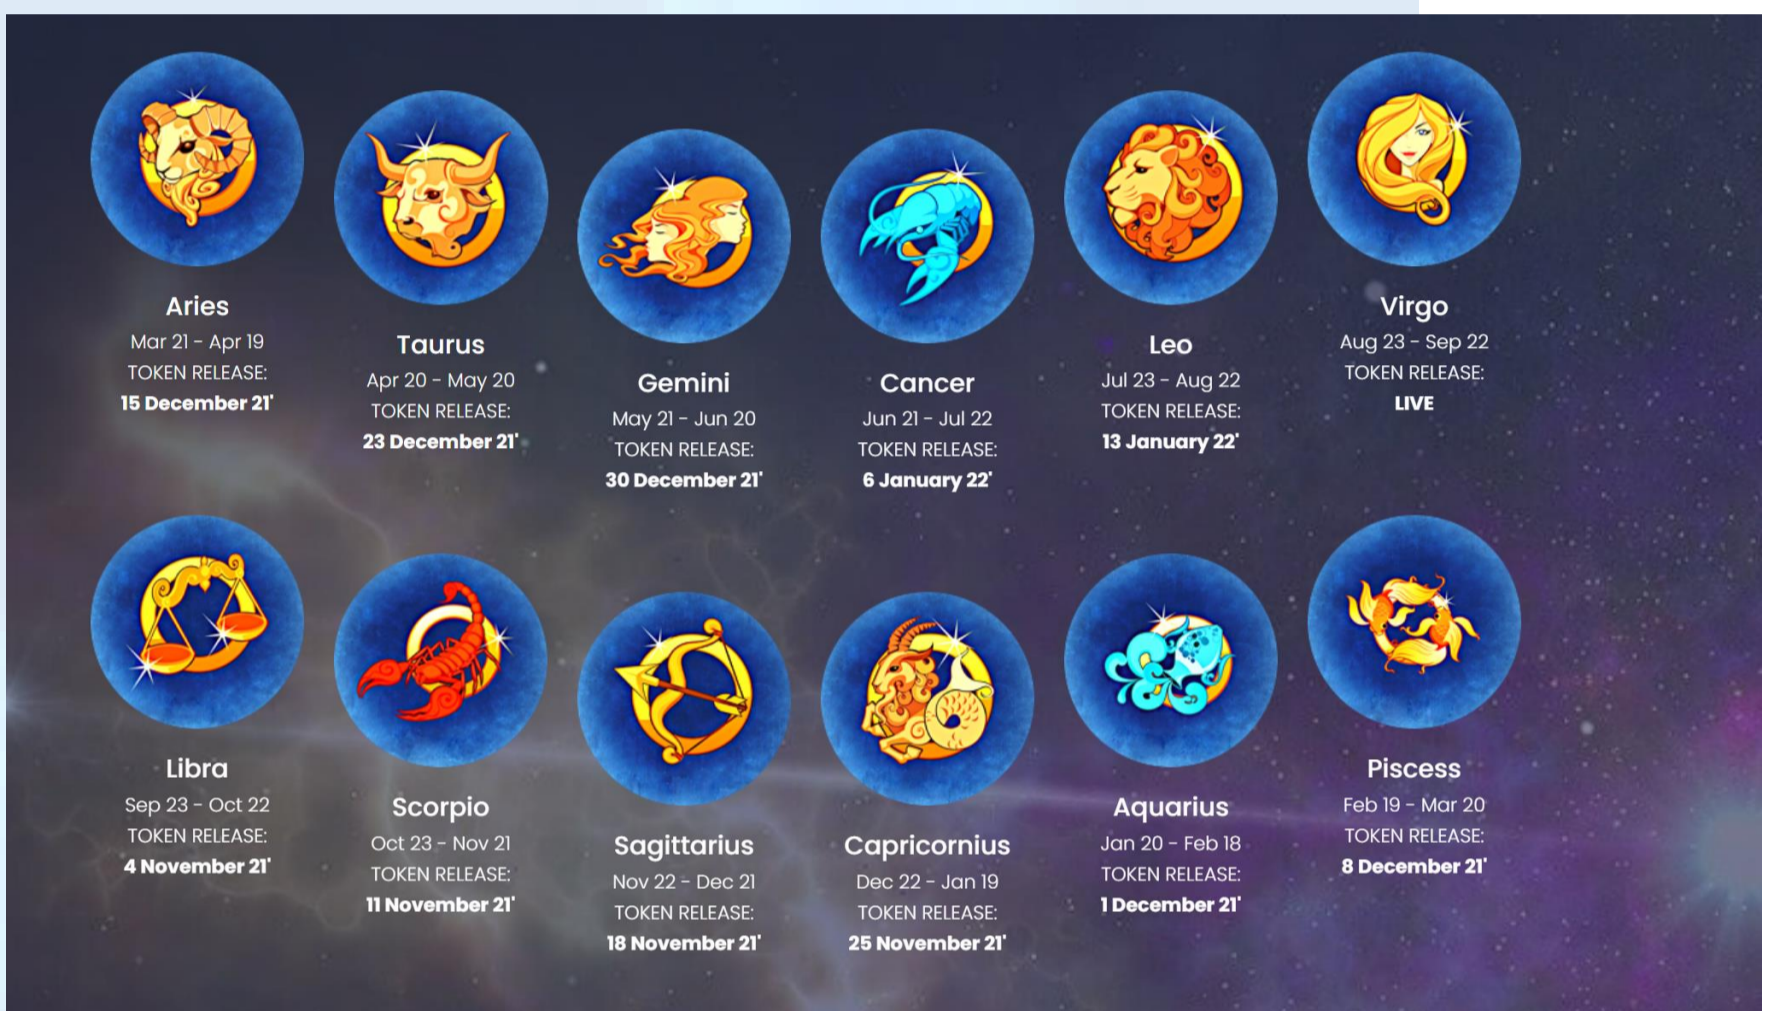 Aries
Mar 21 - Apr 19
TOKEN RELEASE:
15 December 21'
Taurus
Apr 20 - May 20
TOKEN RELEASE:
23 December 21'
Gemini
May 21 - Jun 20
TOKEN RELEASE:
30 December 21'
Cancer
Jun 21 - Jul 22
TOKEN RELEASE:
6 January 22'
Leo
Jul 23 - Aug 22
TOKEN RELEASE:
13 January 22'
Virgo
Aug 23 - Sep 22
TOKEN RELEASE:
LIVE
Libra
Sep 23 - Oct 22
TOKEN RELEASE:
4 November 21'
Scorpio
Oct 23 - Nov 21
TOKEN RELEASE:
11 November 21'
Sagittarius
Nov 22 - Dec 21
TOKEN RELEASE:
18 November 21'
Capricornius
Dec 22 - Jan 19
TOKEN RELEASE:
25 November 21'
Aquarius
Jan 20 - Feb 18
TOKEN RELEASE:
1 December 21'
Piscess
Feb 19 - Mar 20
TOKEN RELEASE:
8 December 21'